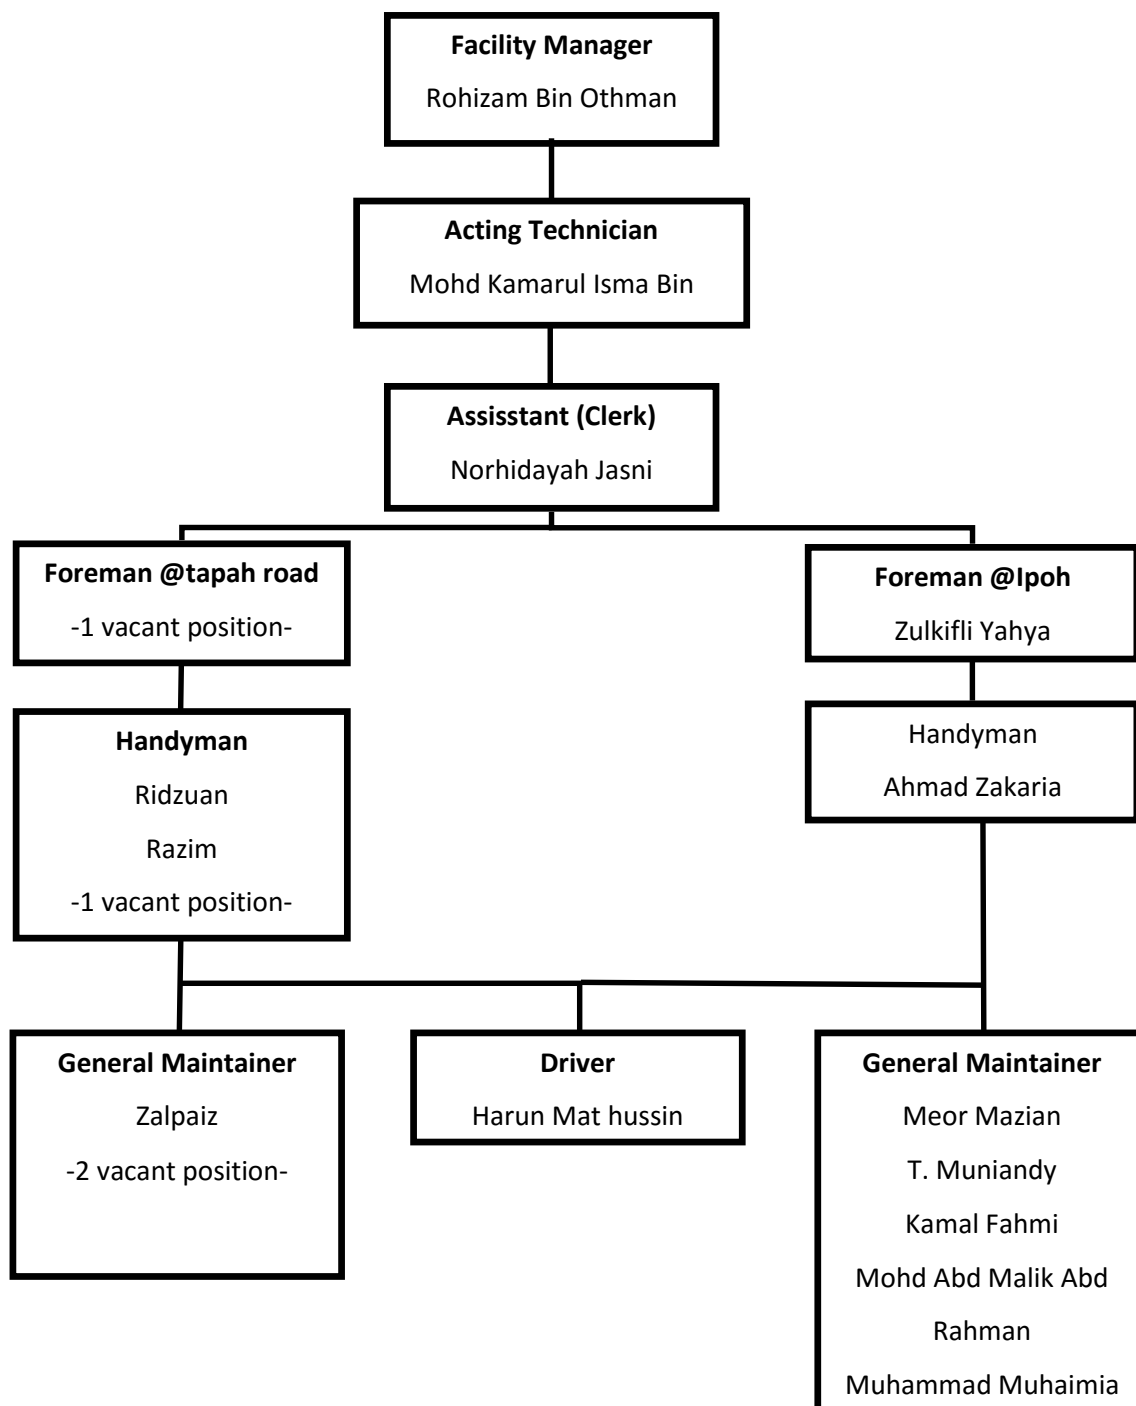 Facility Manager
Rohizam Bin Othman
Acting Technician
Mohd Kamarul Isma Bin
Assisstant (Clerk)
Norhidayah Jasni
Foreman @tapah road
-1 vacant position-
Foreman @Ipoh
Zulkifli Yahya
Handyman
Ridzuan
Razim
-1 vacant position-
Handyman
Ahmad Zakaria
General Maintainer
Zalpaiz
-2 vacant position-
Driver
Harun Mat hussin
General Maintainer
Meor Mazian
T. Muniandy
Kamal Fahmi
Mohd Abd Malik Abd
Rahman
Muhammad Muhaimia